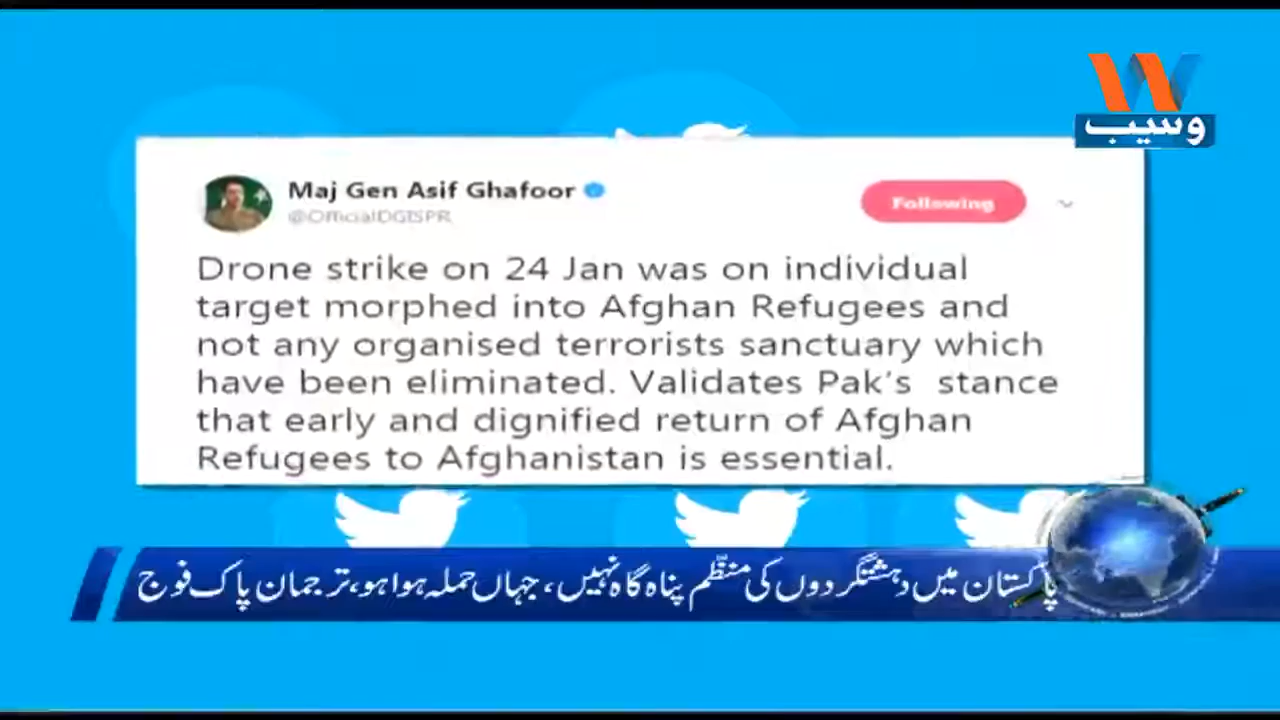 W
وسیب
Maj Gen Asif Ghafoor
@OfficialDGISPR
Following
Drone strike on 24 Jan was on individual
target morphed into Afghan Refugees and
not any organised terrorists sanctuary which
have been eliminated. Validates Pak's stance
that early and dignified return of Afghan
Refugees to Afghanistan is essential.
پاکستان میں دہشتگردوں کی منظّم پناہ گاہ نہیں، جہاں حملہ ہوا ہو، ترجمان پاک فوج